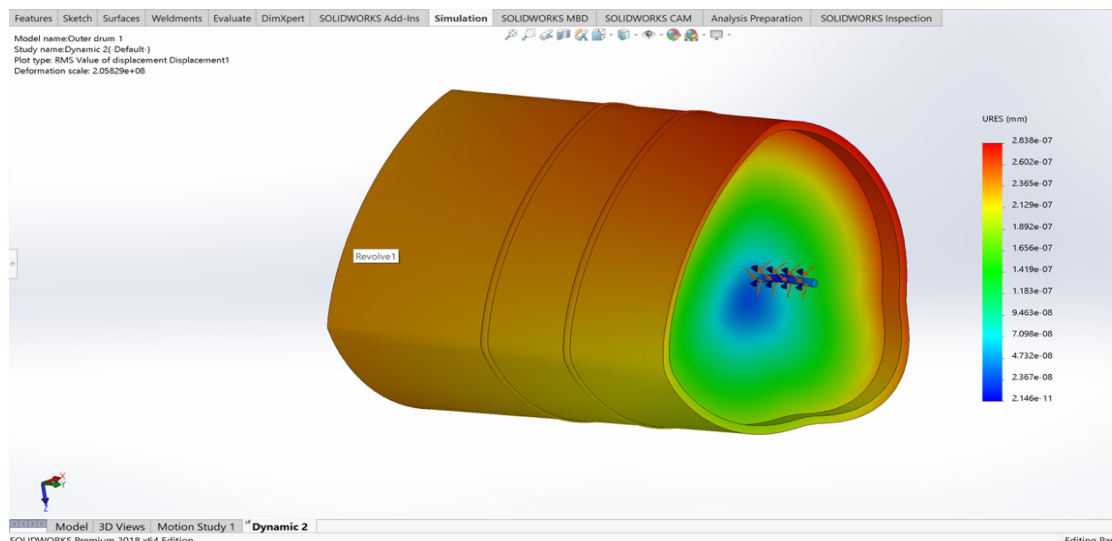 Features Sketch Surfaces Weldments Evaluate DimXpert SOLIDWORKS Add-Ins Simulation SOLIDWORKS MBD SOLIDWORKS CAM Analysis Preparation SOLIDWORKS Inspection
Model name:Outer drum 1
Study name:Dynamic 2(-Default-)
Plot type: RMS Value of displacement Displacement1
Deformation scale: 2.05829e+08
URES (mm)
2.838e-07
2.602e-07
2.365e-07
2.129e-07
1.892e-07
1.656e-07
1.419e-07
1.183e-07
9.463e-08
7.098e-08
4.732e-08
2.367e-08
2.146e-11
Revolve1
X
Y
Z
Model 3D Views Motion Study 1 Dynamic 2
SOLIDWORKS Premium 2018 x64 Edition
Editing Par